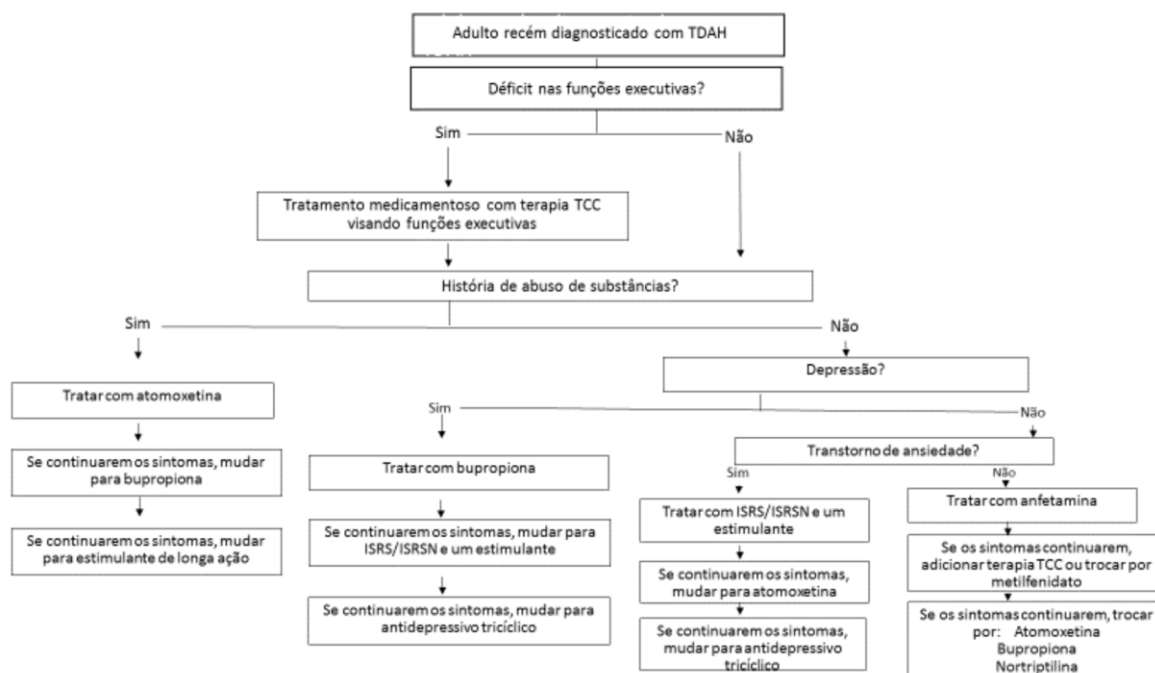 Adulto recém diagnosticado com TDAH
Déficit nas funções executivas?
Sim
Não
Tratamento medicamentoso com terapia TCC
visando funções executivas
História de abuso de substâncias?
Sim
Não
Tratar com atomoxetina
Se continuarem os sintomas, mudar
para bupropiona
Se continuarem os sintomas, mudar
para estimulante de longa ação
Depressão?
Sim
Não
Tratar com bupropiona
Se continuarem os sintomas, mudar para
ISRS/ISRSN e um estimulante
Se continuarem os sintomas, mudar para
antidepressivo tricíclico
Transtorno de ansiedade?
Sim
Não
Tratar com ISRS/ISRSN e um
estimulante
Se continuarem os sintomas,
mudar para atomoxetina
Se continuarem os sintomas,
mudar para antidepressivo
tricíclico
Tratar com anfetamina
Se os sintomas continuarem,
adicionar terapia TCC ou trocar por
metilfenidato
Se os sintomas continuarem, trocar
por: Atomoxetina
Bupropiona
Nortriptilina